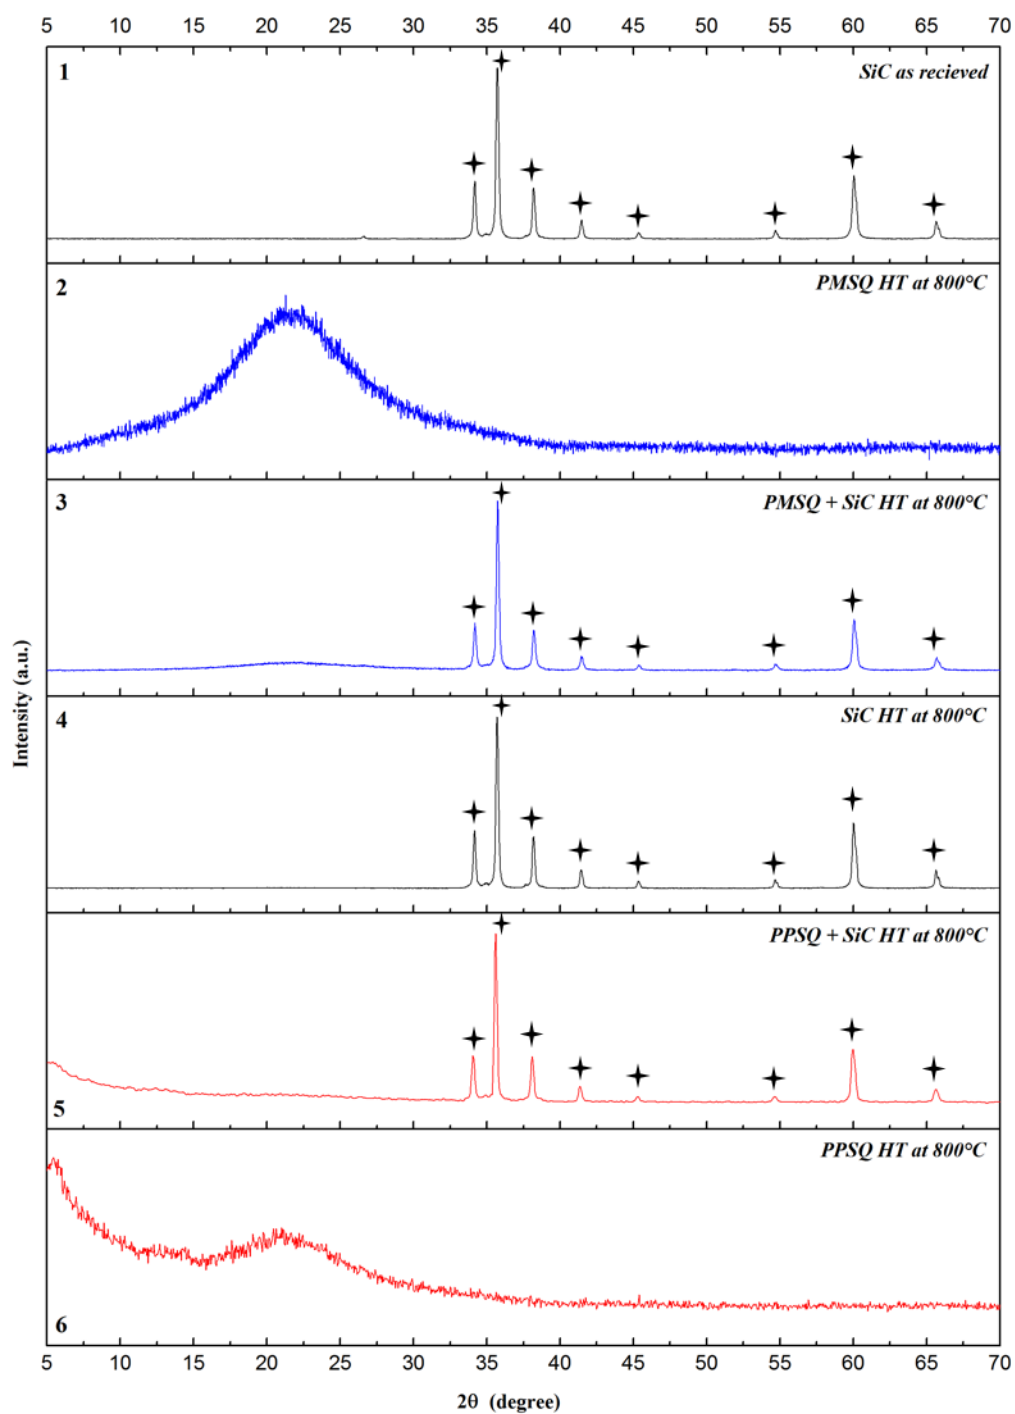 5 10 15 20 25 30 35 40 45 50 55 60 65 70
1
SiC as recieved
2
PMSQ HT at 800°C
3
PMSQ + SiC HT at 800°C
4
SiC HT at 800°C
PPSQ + SiC HT at 800°C
5
PPSQ HT at 800°C
6
5 10 15 20 25 30 35 40 45 50 55 60 65 70
Intensity (a.u.)
2θ (degree)